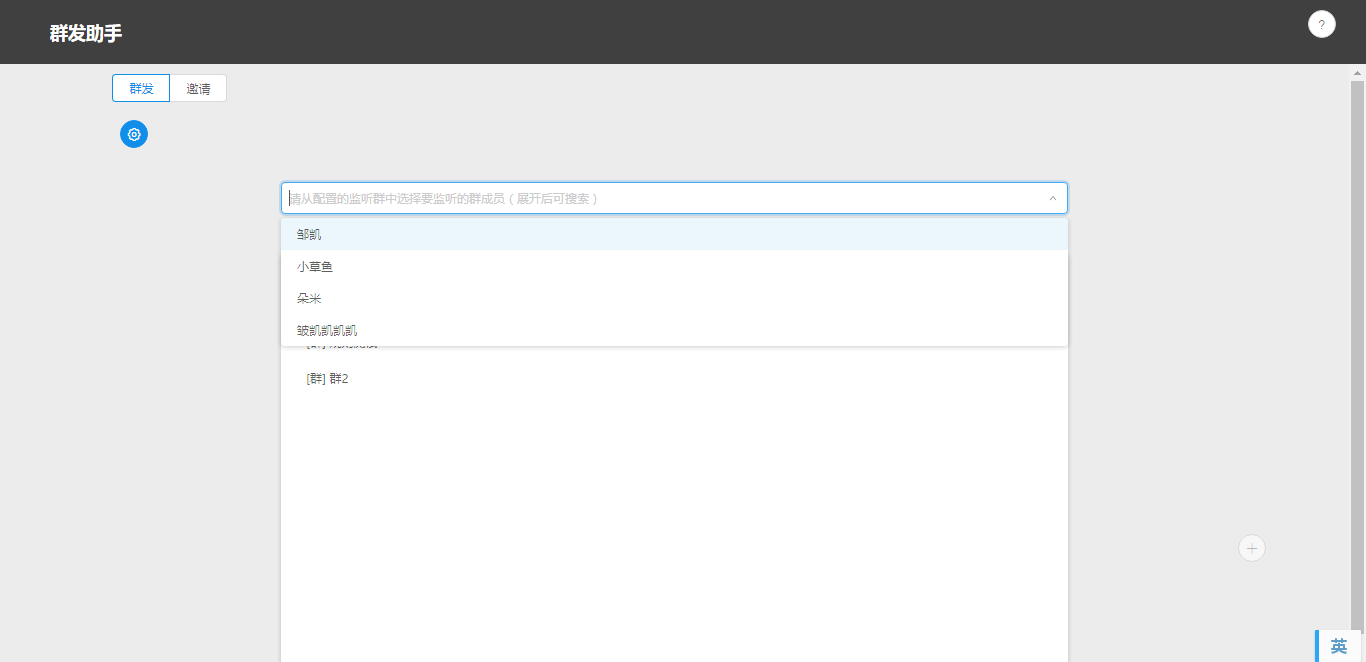 群发助手
?
群发
邀请
请从配置的监听群中选择要监听的群成员（展开后可搜索）
邹凯
小草鱼
朵米
皱凯凯凯凯
[群] 群2
英